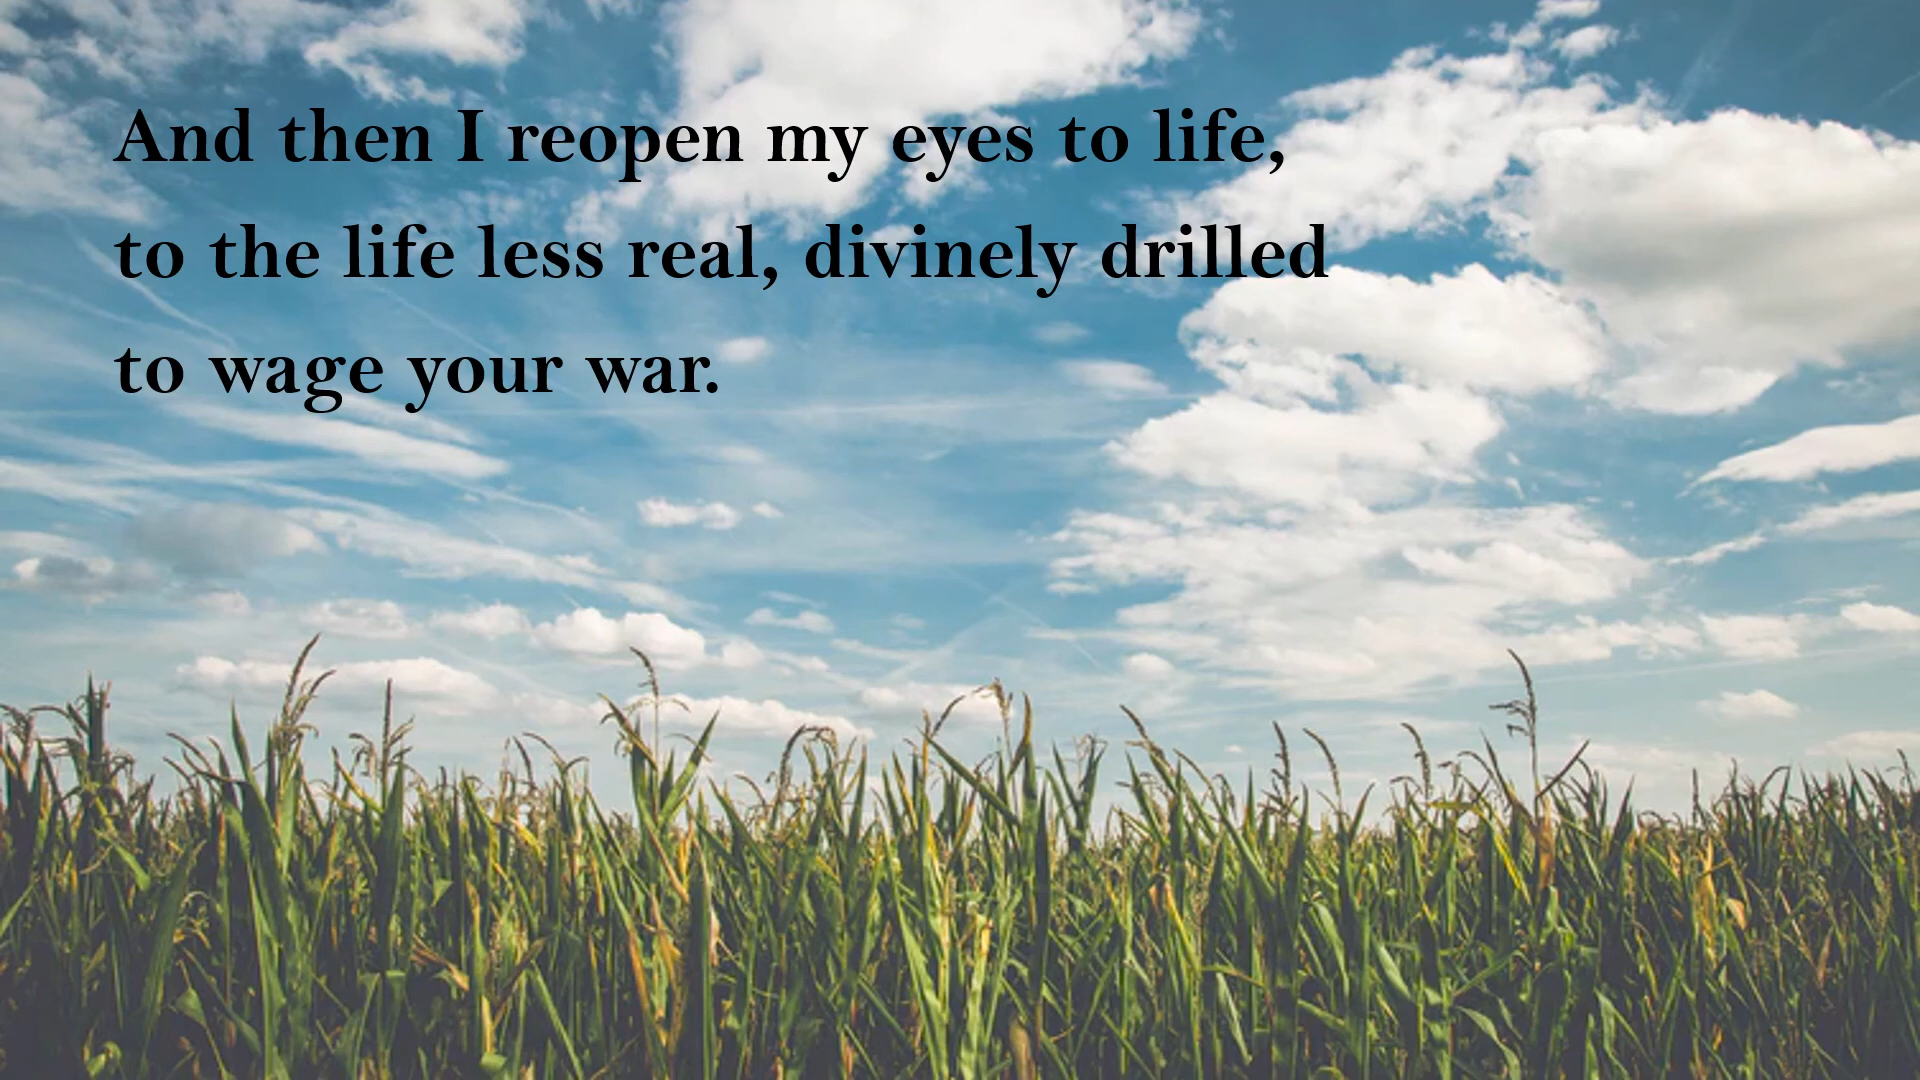 And then I reopen my eyes to life,
to the life less real, divinely drilled
to wage your war.